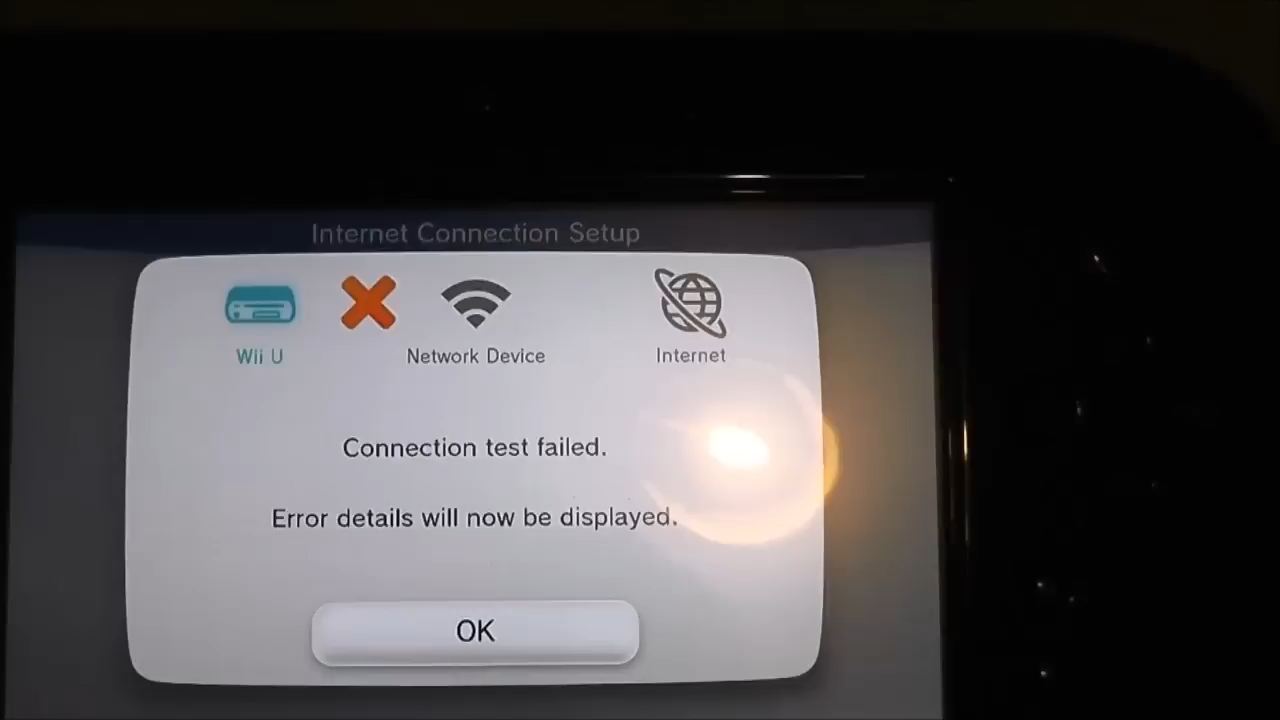 Internet Connection Setup
Wii U
Network Device
Internet
Connection test failed.
Error details will now be displayed.
OK